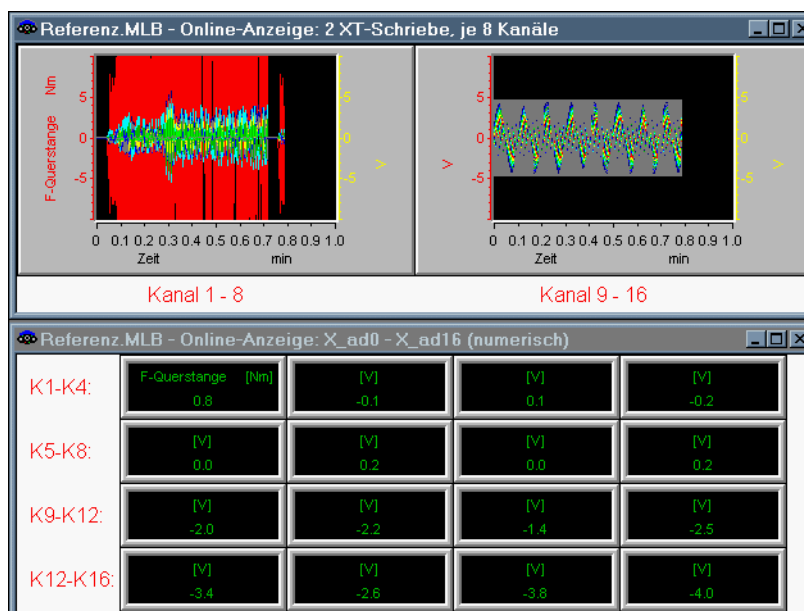 Referenz.MLB - Online-Anzeige: 2 XT-Schriebe, je 8 Kanäle
F-Querstange Nm
5
0
-5
5
0
-5
V
0 0.1 0.2 0.3 0.4 0.5 0.6 0.7 0.8 0.9 1.0
Zeit min
Kanal 1 - 8
V
5
0
-5
5
0
-5
V
0 0.1 0.2 0.3 0.4 0.5 0.6 0.7 0.8 0.9 1.0
Zeit min
Kanal 9 - 16
Referenz.MLB - Online-Anzeige: X_ad0 - X_ad16 (numerisch)
K1-K4:
F-Querstange [Nm] [V] [V] [V]
0.8 -0.1 0.1 -0.2
K5-K8:
[V] [V] [V] [V]
0.0 0.2 0.0 0.2
K9-K12:
[V] [V] [V] [V]
-2.0 -2.2 -1.4 -2.5
K12-K16:
[V] [V] [V] [V]
-3.4 -2.6 -3.8 -4.0